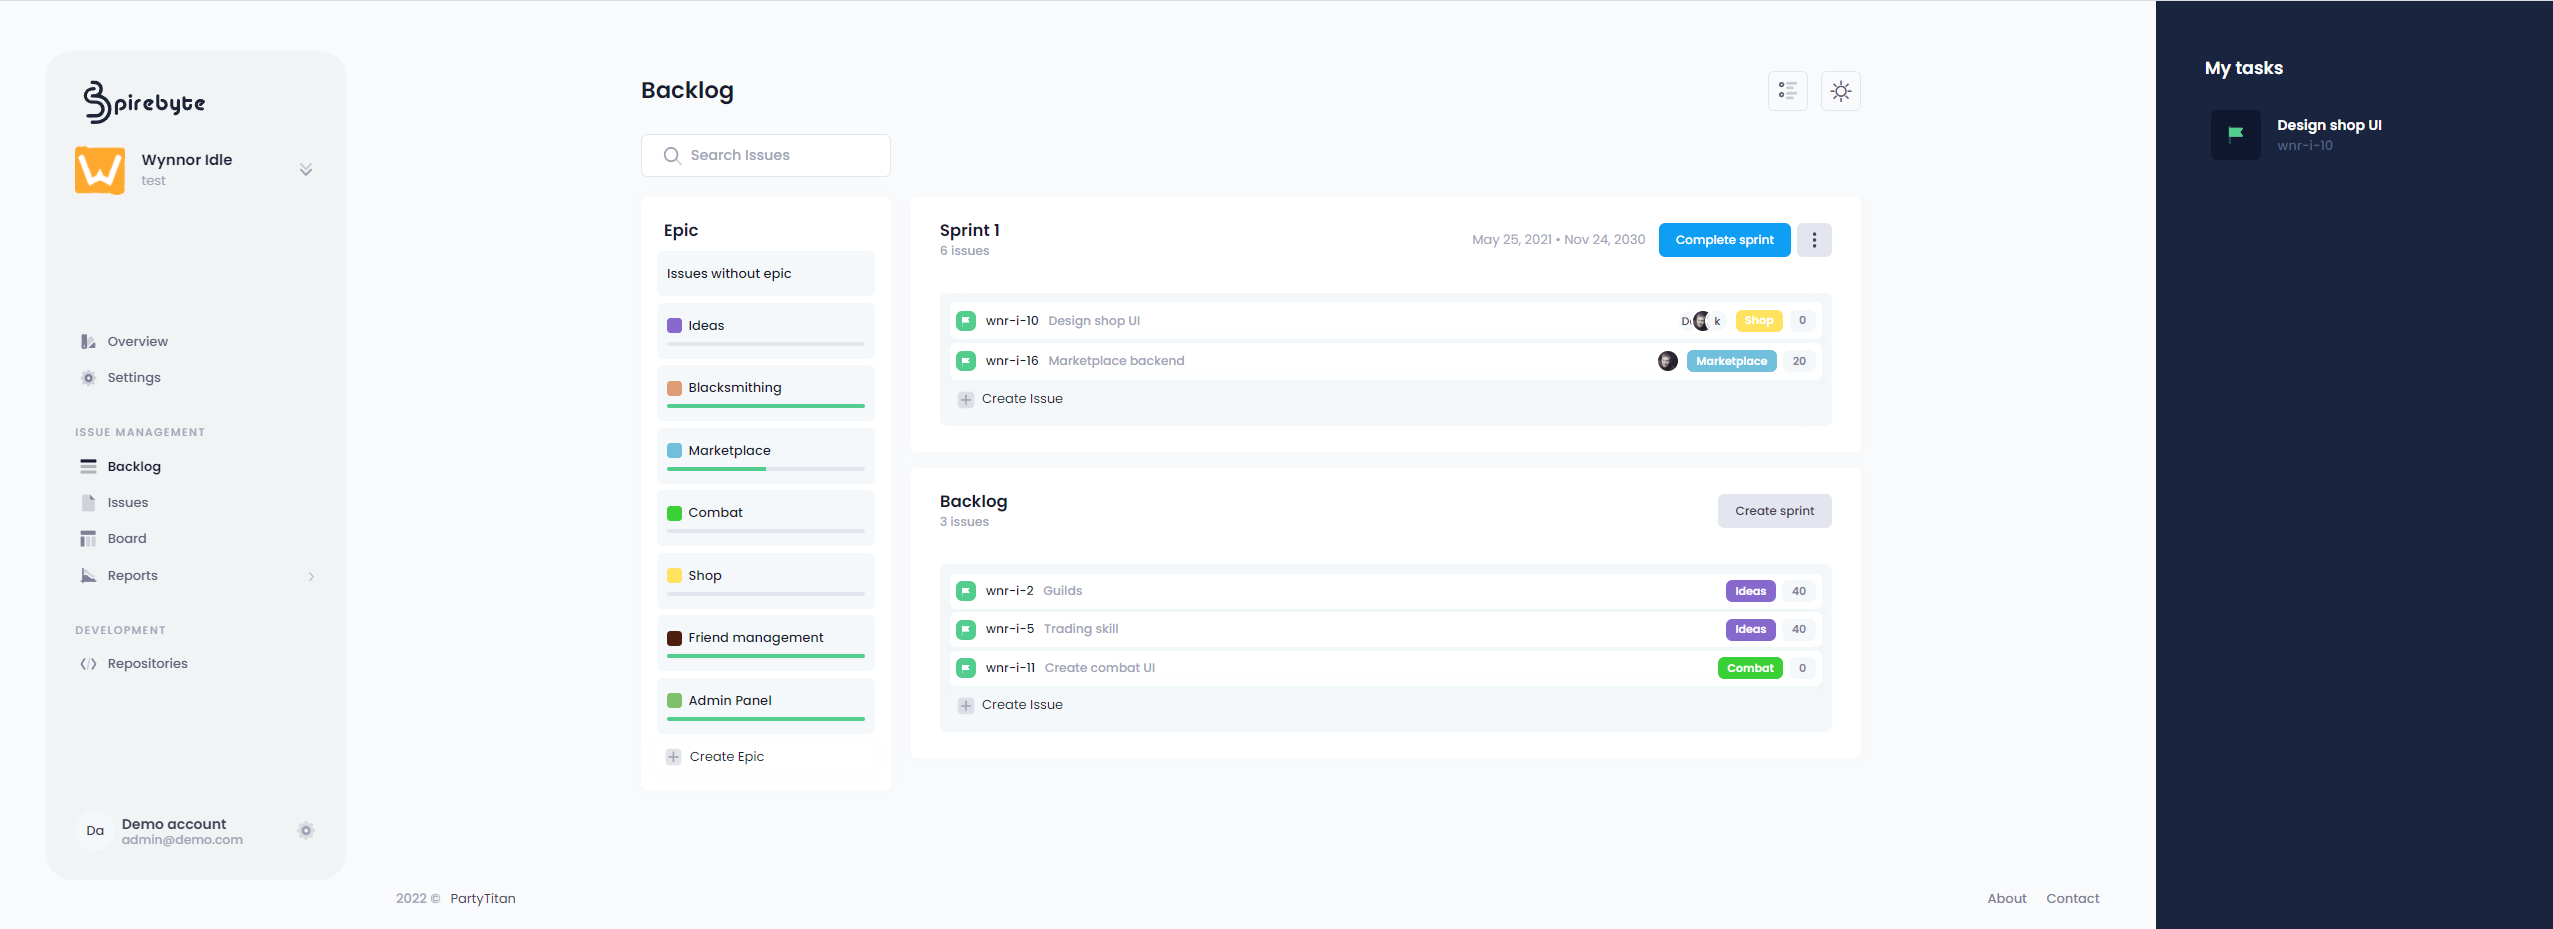 pirebyte
Wynnor Idle
test
Overview
Settings
ISSUE MANAGEMENT
Backlog
Issues
Board
Reports
DEVELOPMENT
Repositories
Da
Demo account
admin@demo.com
Backlog
Search Issues
Epic
Issues without epic
Ideas
Blacksmithing
Marketplace
Combat
Shop
Friend management
Admin Panel
Create Epic
Sprint 1
6 issues
May 25, 2021 • Nov 24, 2030
Complete sprint
wnr-i-10 Design shop UI k Shop 0
wnr-i-16 Marketplace backend Marketplace 20
Create Issue
Backlog
3 issues
Create sprint
wnr-i-2 Guilds Ideas 40
wnr-i-5 Trading skill Ideas 40
wnr-i-11 Create combat UI Combat 0
Create Issue
2022 © PartyTitan
About Contact
My tasks
Design shop UI
wnr-i-10